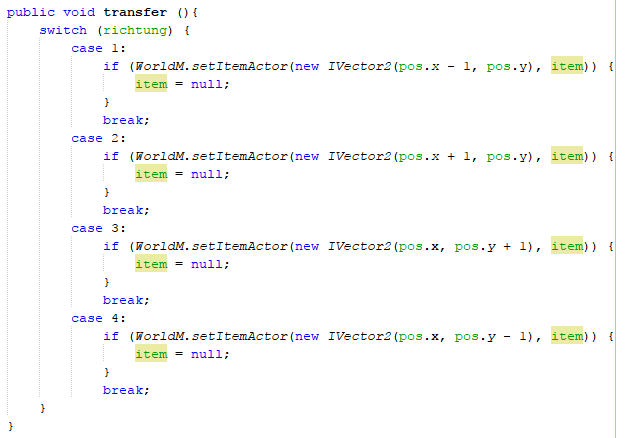 public void transfer (){
    switch (richtung) {
        case 1:
            if (WorldM.setItemActor(new IVector2(pos.x - 1, pos.y), item)) {
                item = null;
            }
            break;
        case 2:
            if (WorldM.setItemActor(new IVector2(pos.x + 1, pos.y), item)) {
                item = null;
            }
            break;
        case 3:
            if (WorldM.setItemActor(new IVector2(pos.x, pos.y + 1), item)) {
                item = null;
            }
            break;
        case 4:
            if (WorldM.setItemActor(new IVector2(pos.x, pos.y - 1), item)) {
                item = null;
            }
            break;
    }
}